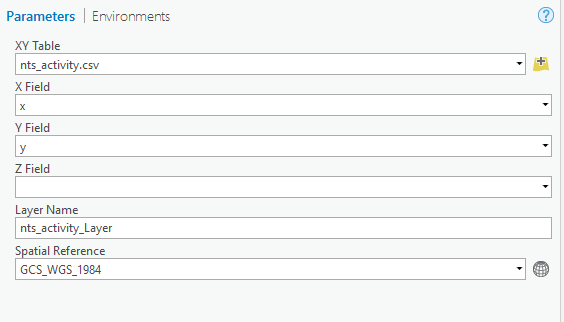 Parameters | Environments
XY Table
nts_activity.csv
X Field
x
Y Field
y
Z Field
Layer Name
nts_activity_Layer
Spatial Reference
GCS_WGS_1984